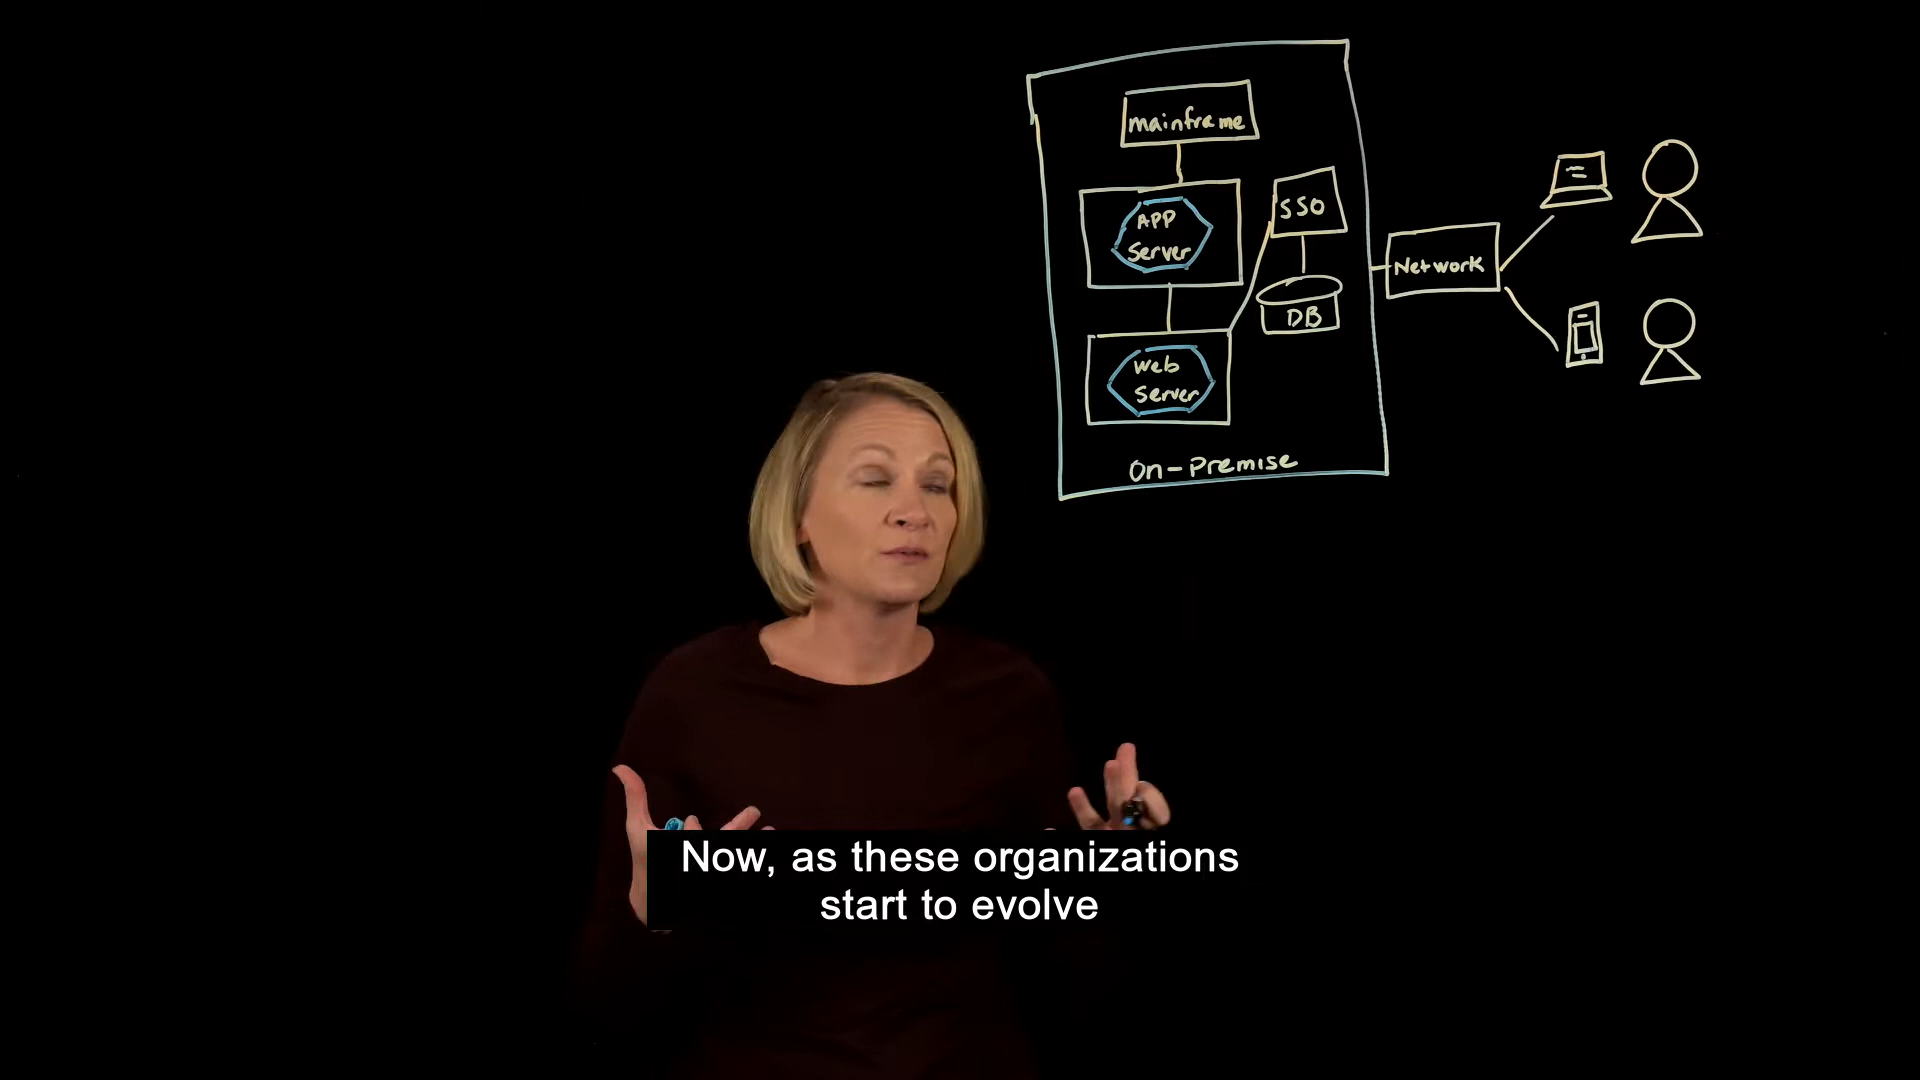 mainframe
APP
Server
SSO
DB
Web
Server
On-Premise
Network
Now, as these organizations
start to evolve